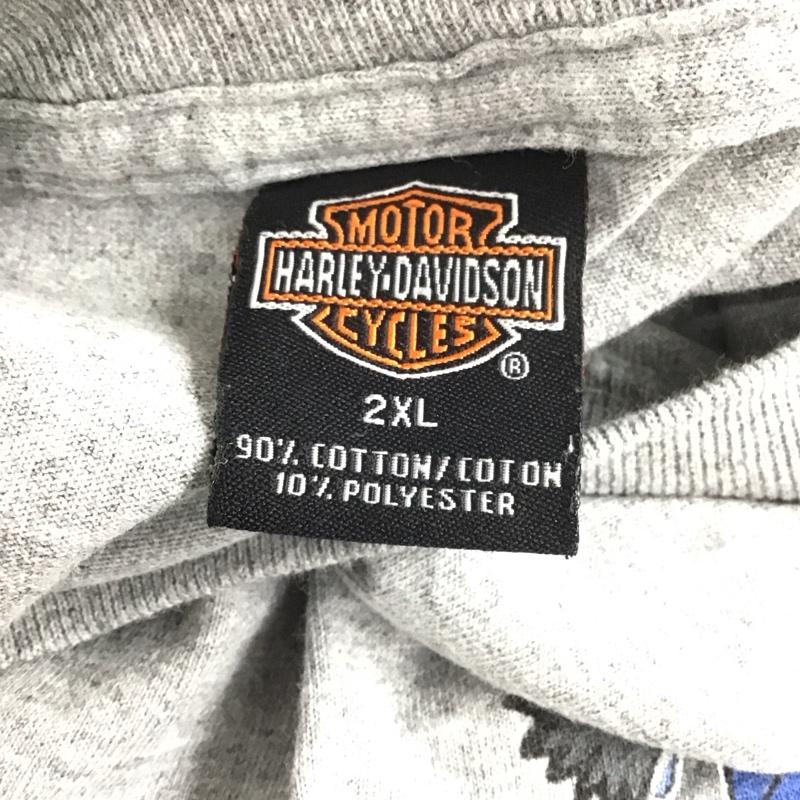 MOTOR
HARLEY-DAVIDSON
CYCLES
®
2XL
90% COTTON/COTON
10% POLYESTER